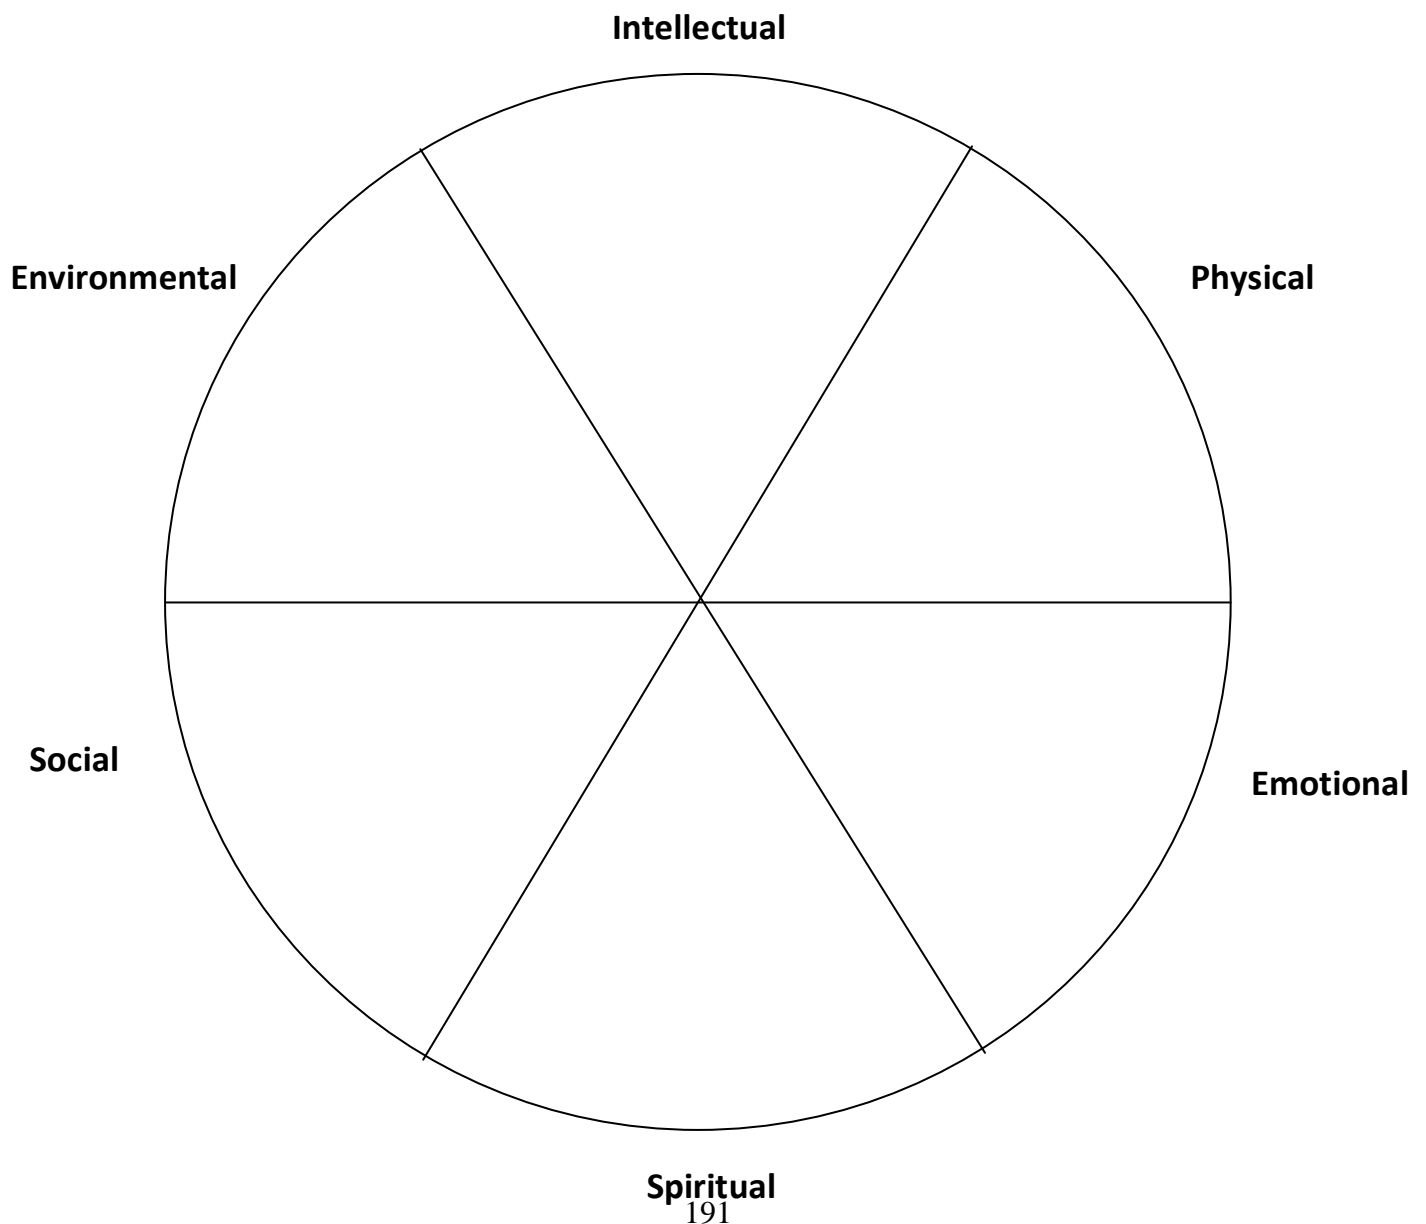 Intellectual
Environmental
Physical
Social
Emotional
Spiritual
191